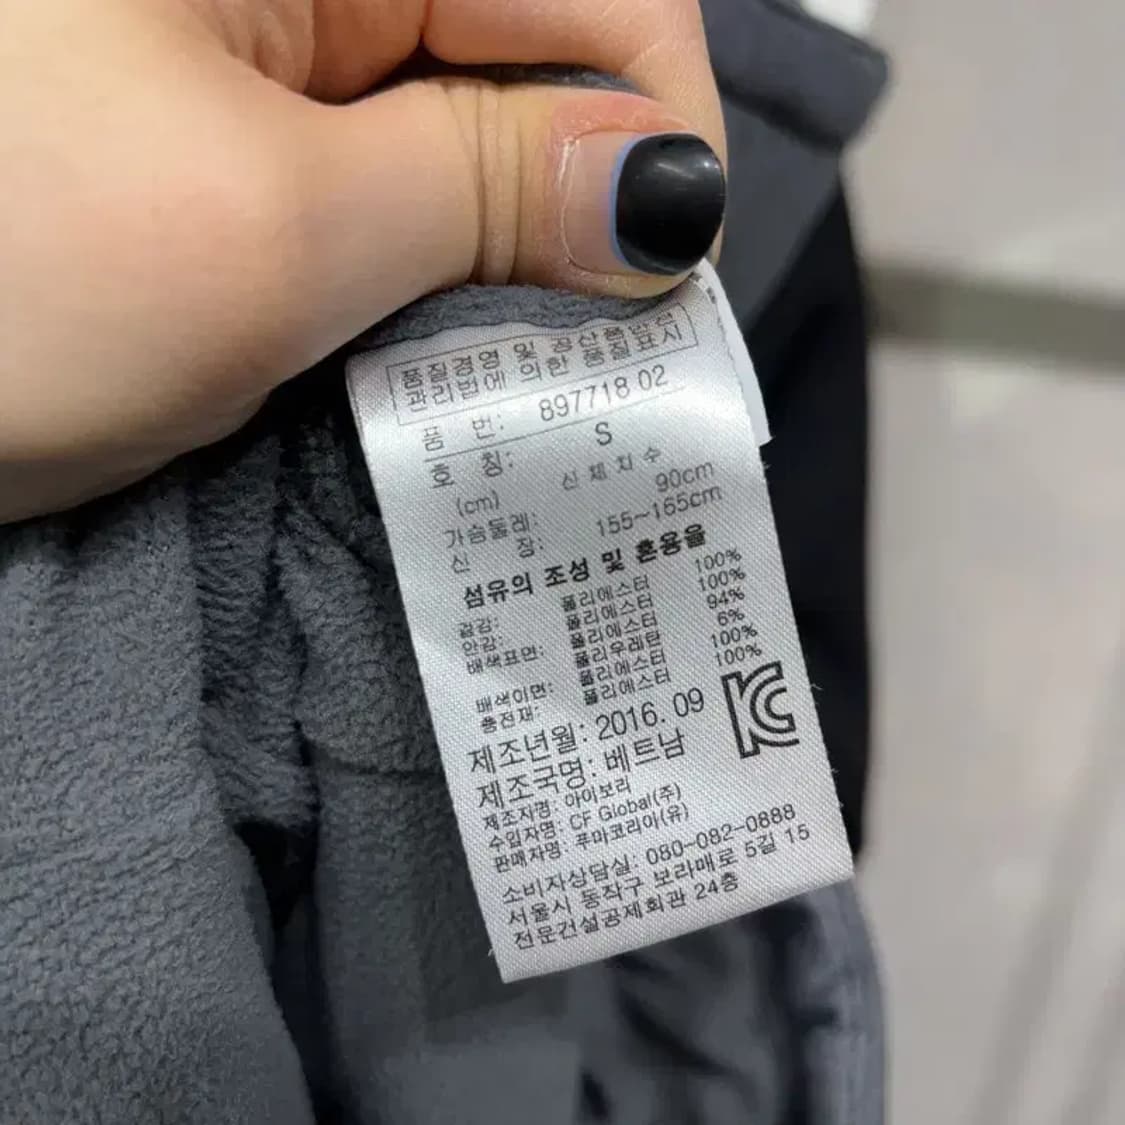 품질경영 및 공산품안전
관리법에 의한 품질표시
품 번: 897718 02
호 칭: S
(cm) 신체치수
가슴둘레: 90cm
신 장: 155~165cm
섬유의 조성 및 혼용율
겉감: 폴리에스터 100%
안감: 폴리에스터 100%
배색표면: 폴리에스터 94%
폴리우레탄 6%
배색이면: 폴리에스터 100%
충전재: 폴리에스터 100%
제조년월: 2016. 09
제조국명: 베트남
제조자명: 아이보리
수입자명: CF Global(주)
판매자명: 푸마코리아(유)
소비자상담실: 080-082-0888
서울시 동작구 보라매로 5길 15
전문건설공제회관 24층